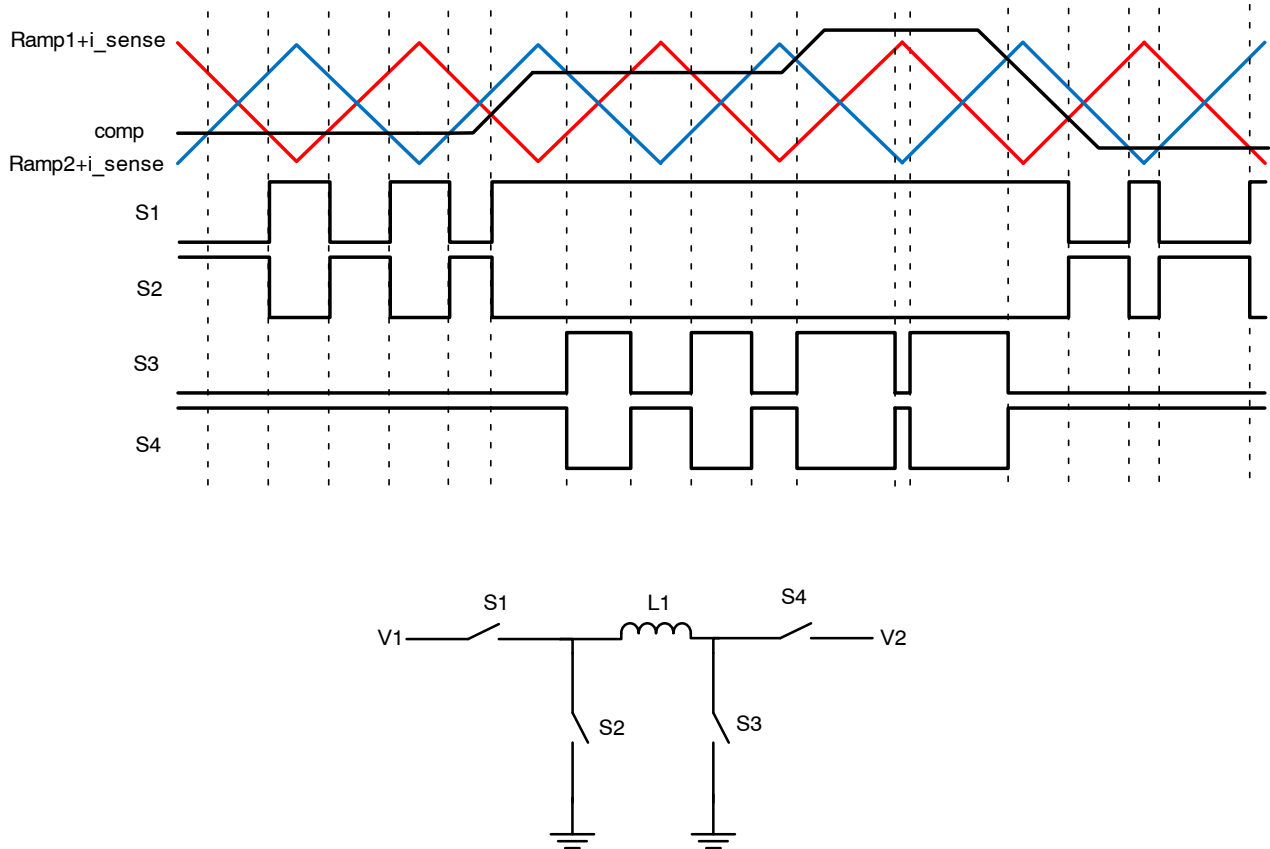 Ramp1+i_sense
comp
Ramp2+i_sense
S1
S2
S3
S4
S1
L1
S4
V1
V2
S2
S3